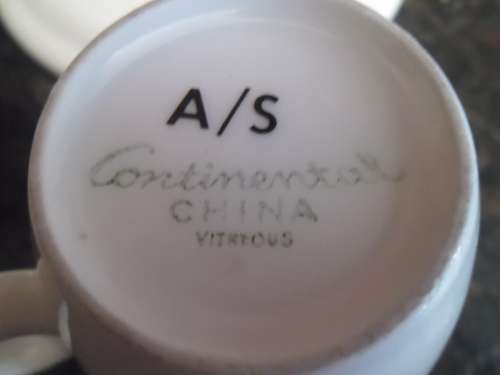 A/S
Continental
CHINA
VITREOUS